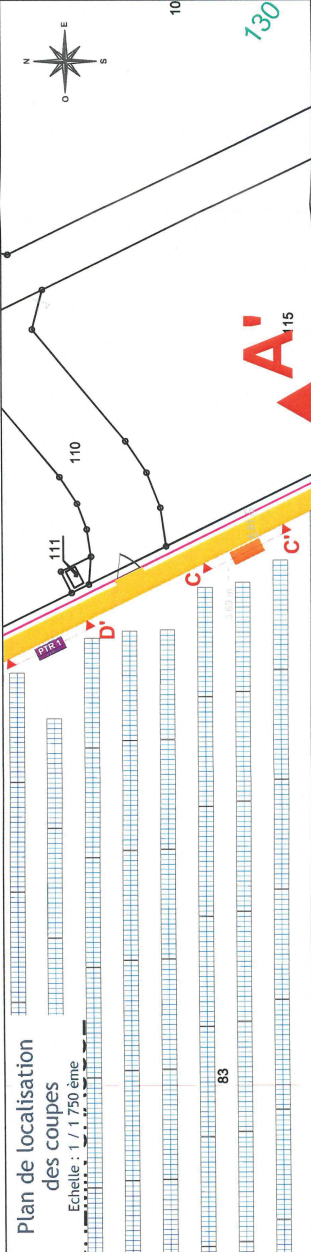 N
E
S
O
10
130
115
A'
110
111
PTR 1
D'
C
C'
83
Plan de localisation
des coupes
Echelle : 1 / 1 750 ème